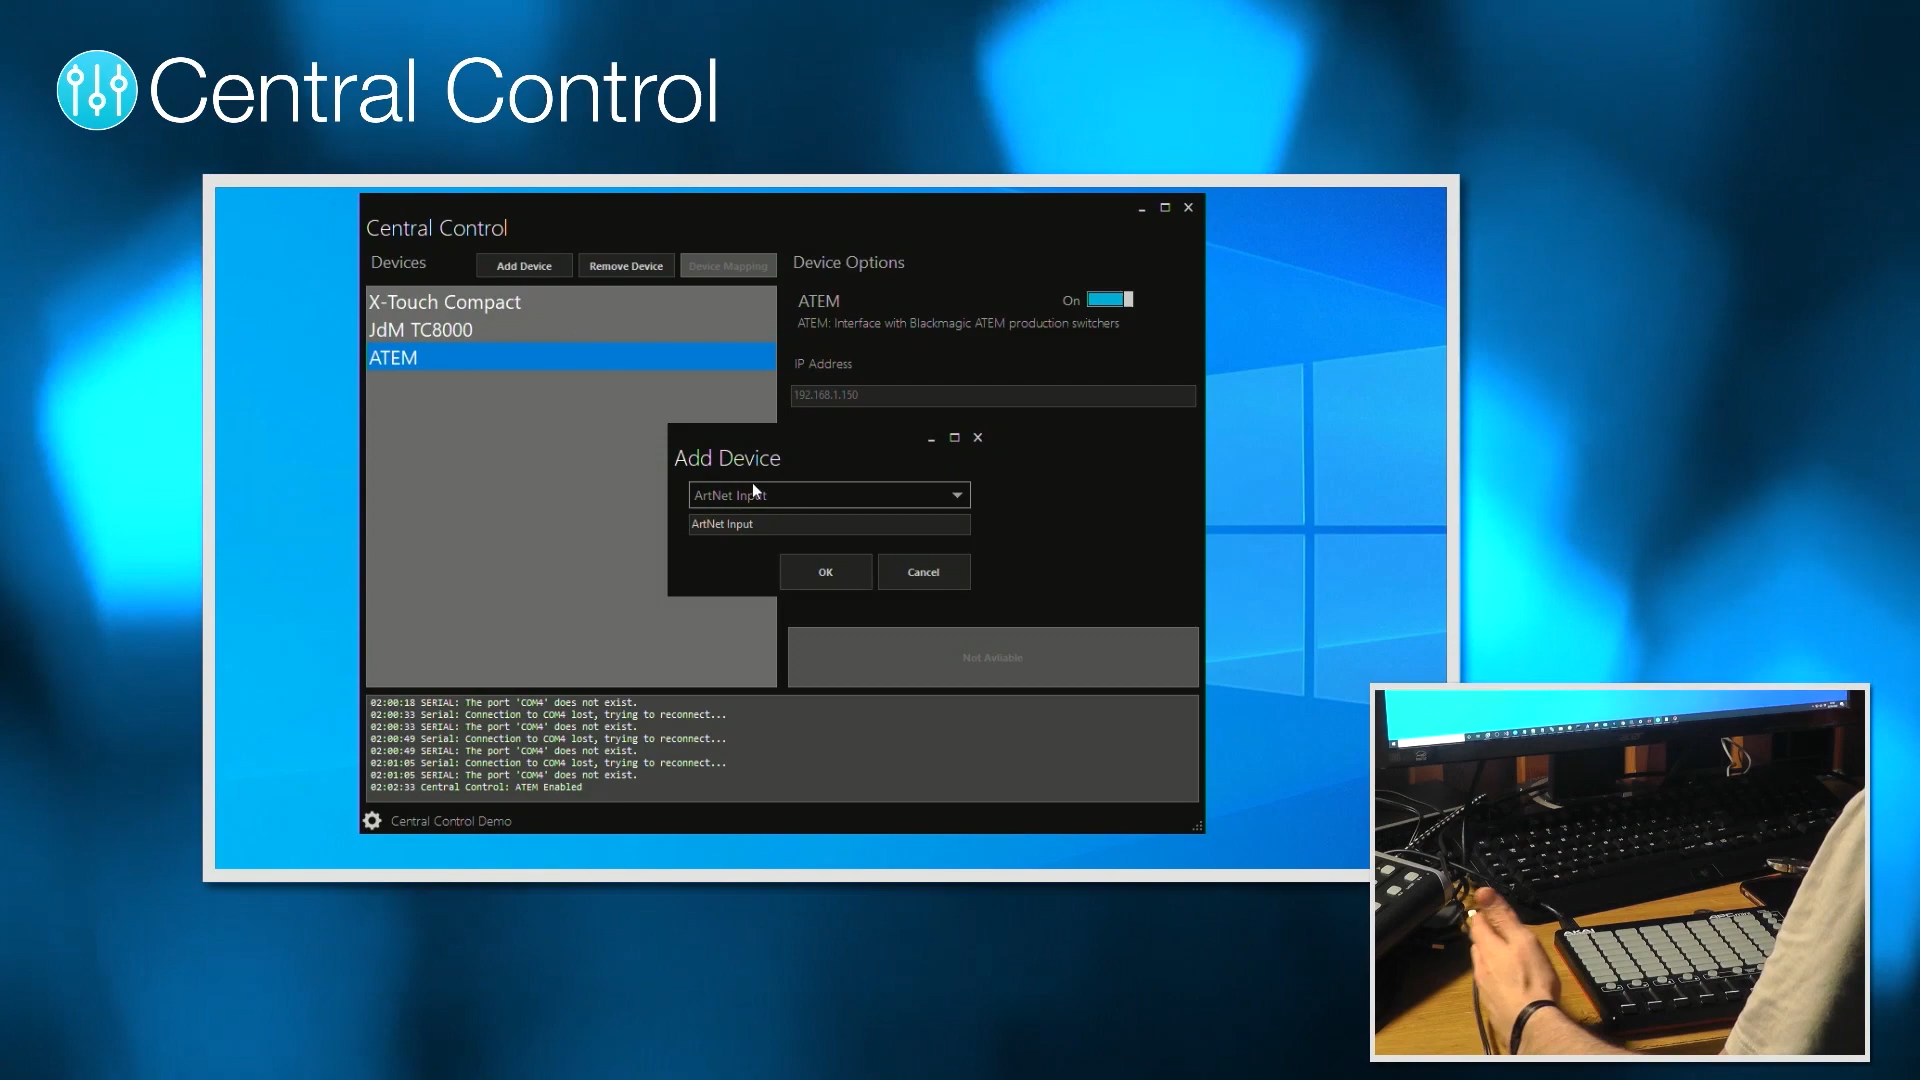 Central Control
Central Control
Devices
Add Device
Remove Device
Device Mapping
Device Options
X-Touch Compact
JdM TC8000
ATEM
ATEM
On
ATEM: Interface with Blackmagic ATEM production switchers
IP Address
192.168.1.150
Add Device
ArtNet Input
ArtNet Input
OK
Cancel
Not Avliable
02:00:18 SERIAL: The port 'COM4' does not exist.
02:00:33 Serial: Connection to COM4 lost, trying to reconnect...
02:00:33 SERIAL: The port 'COM4' does not exist.
02:00:49 Serial: Connection to COM4 lost, trying to reconnect...
02:00:49 SERIAL: The port 'COM4' does not exist.
02:01:05 Serial: Connection to COM4 lost, trying to reconnect...
02:01:05 SERIAL: The port 'COM4' does not exist.
02:02:33 Central Control: ATEM Enabled
Central Control Demo
AKAI
APC mini